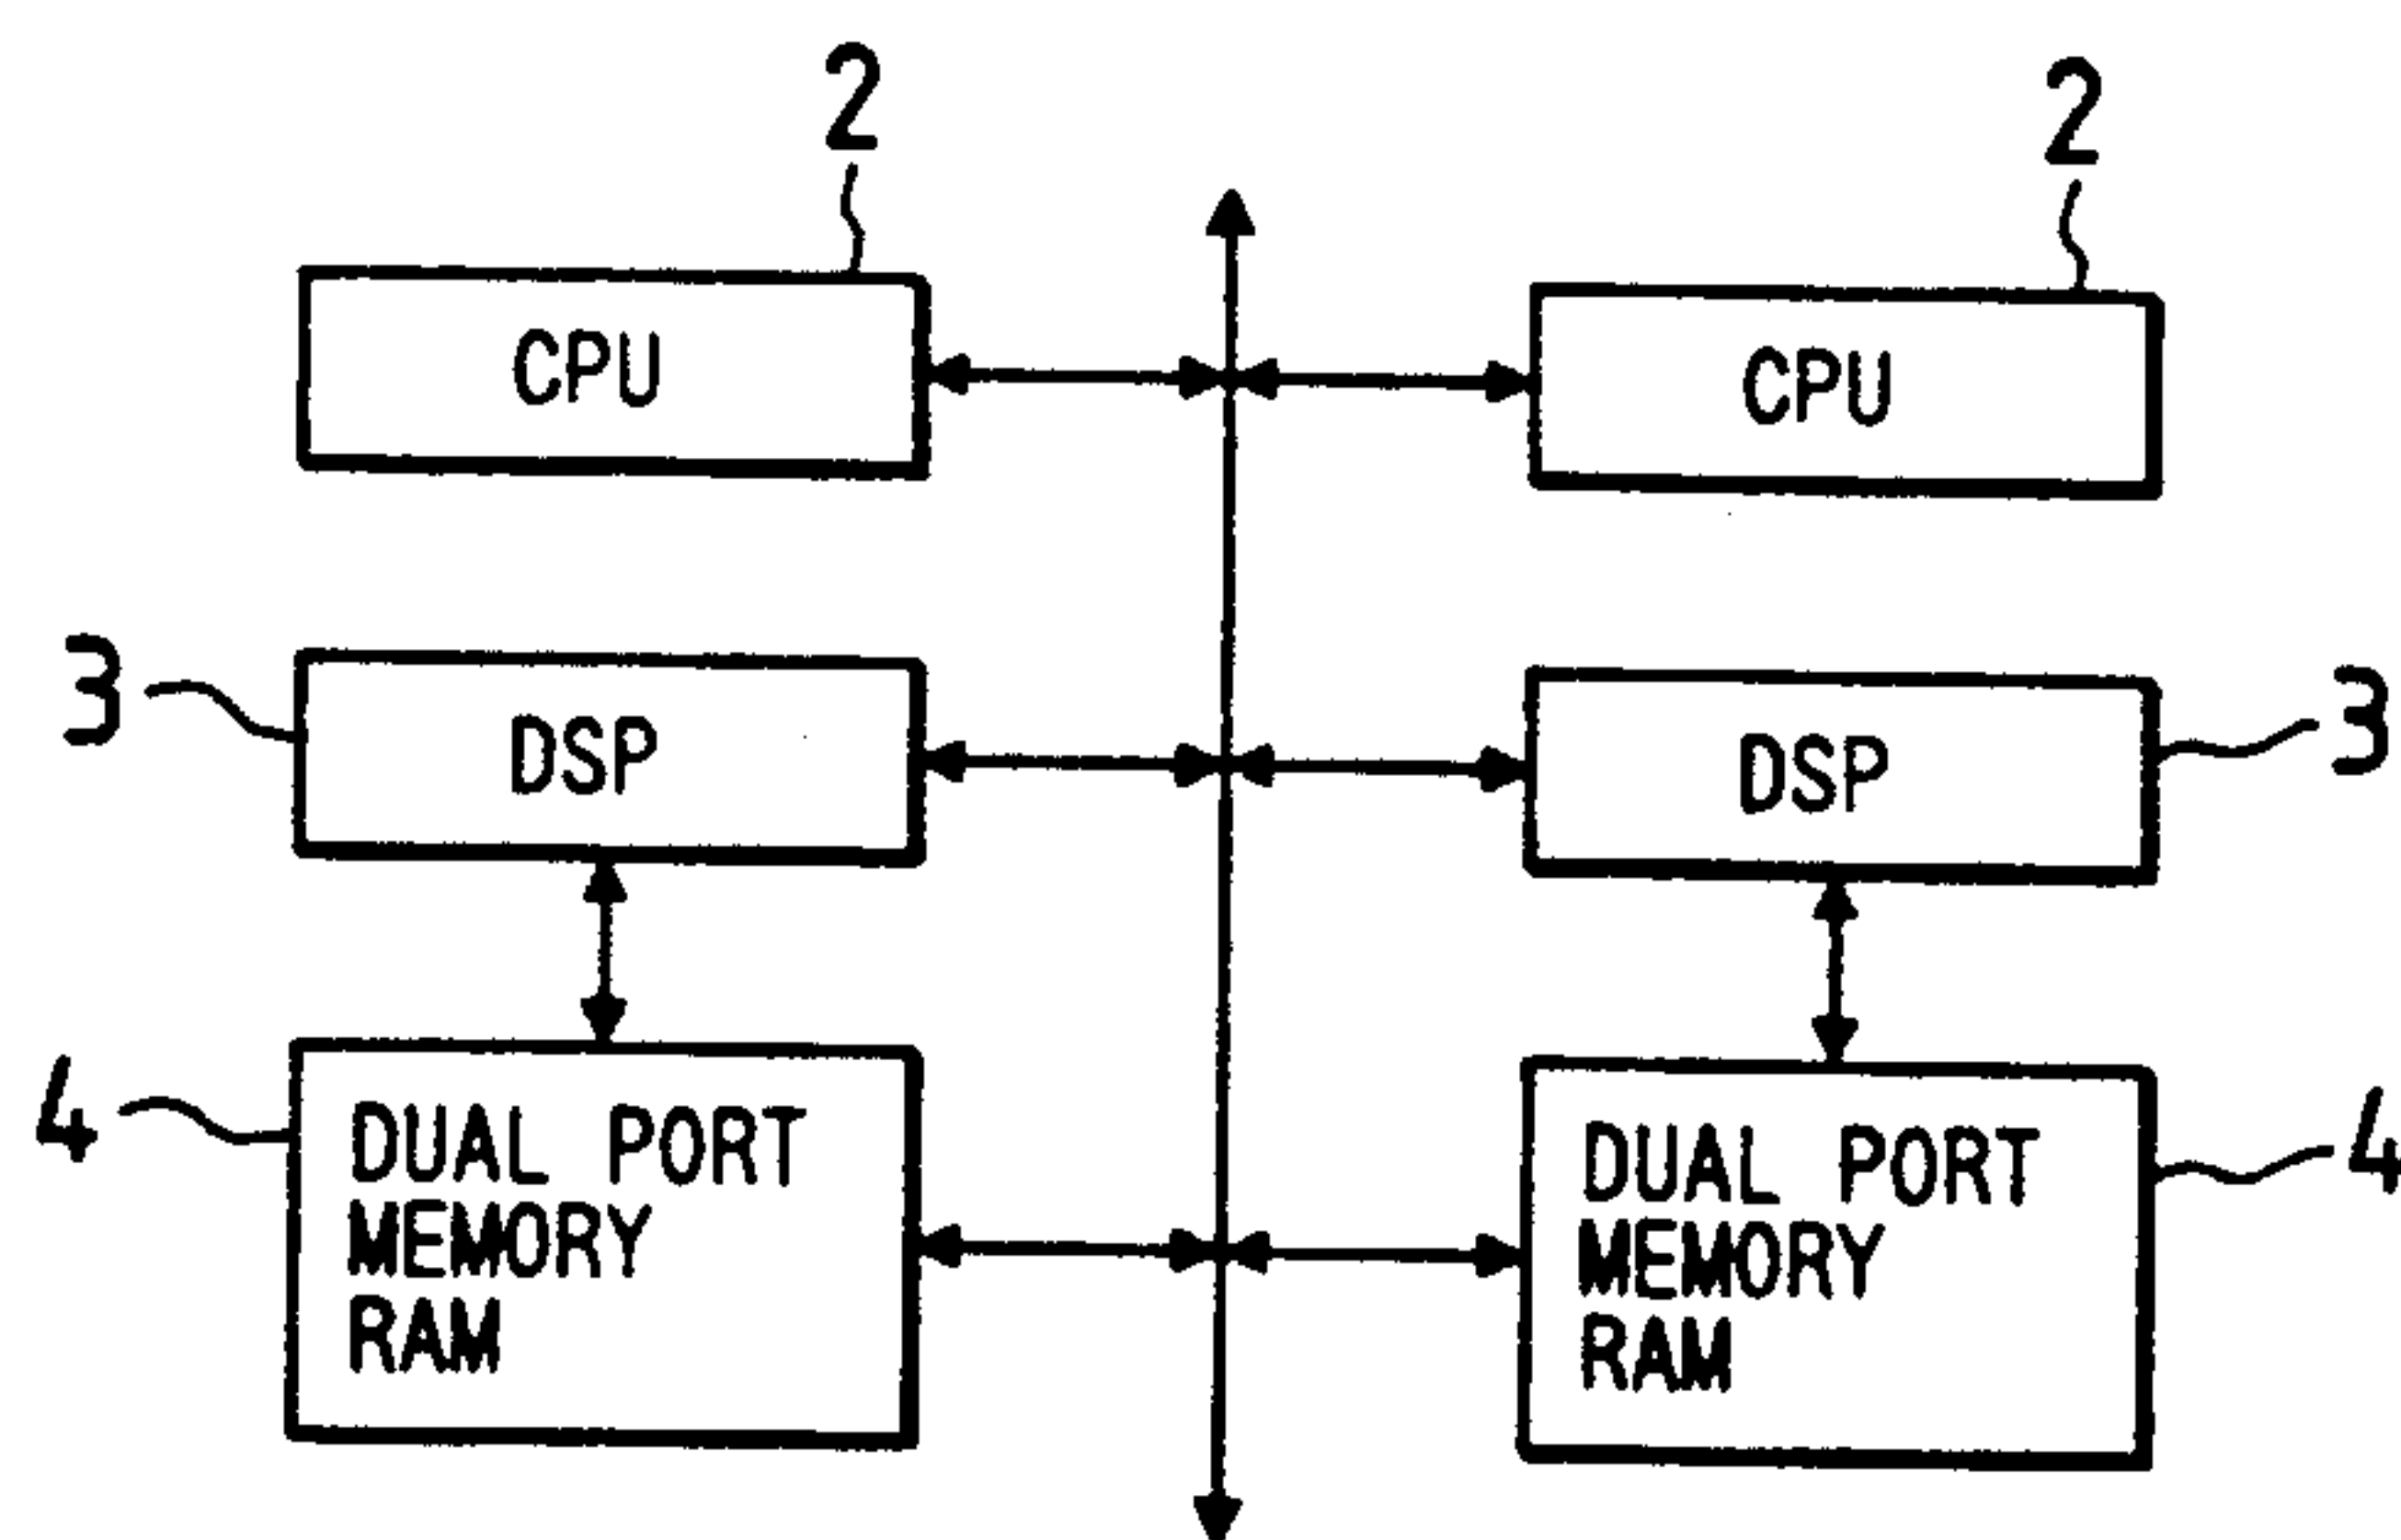 2
2
CPU
CPU
3
DSP
DSP
3
4
DUAL PORT
MEMORY
RAM
DUAL PORT
MEMORY
RAM
4